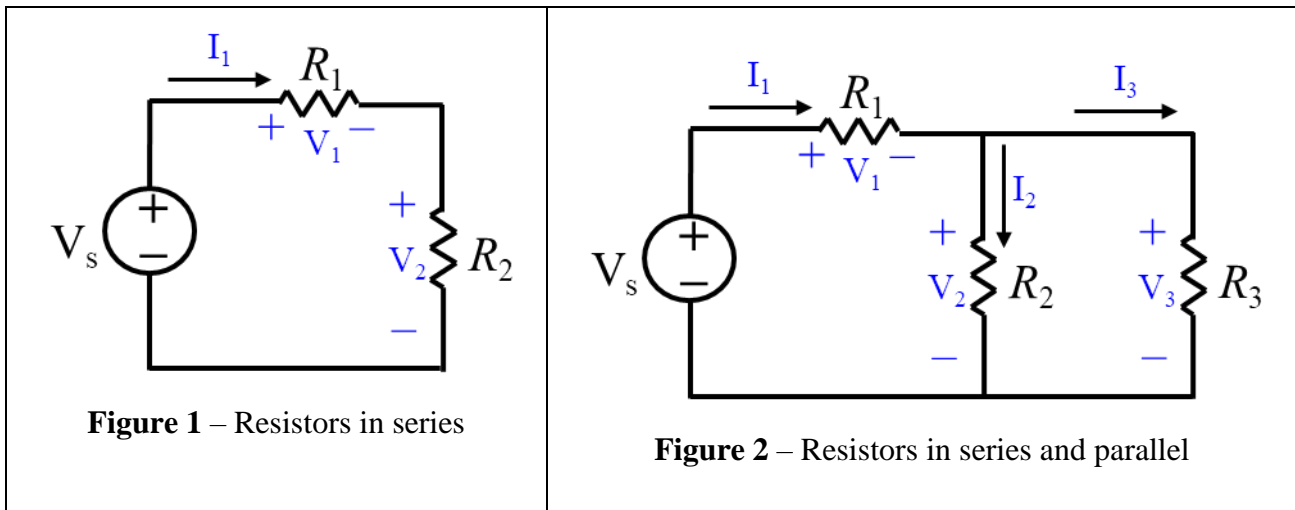 I₁
R₁
+ V₁ −
+
−
Vₛ
+
V₂
−
R₂
Figure 1 – Resistors in series
I₁
R₁
I₃
+ V₁ −
I₂
+
−
Vₛ
+
V₂
−
R₂
+
V₃
−
R₃
Figure 2 – Resistors in series and parallel